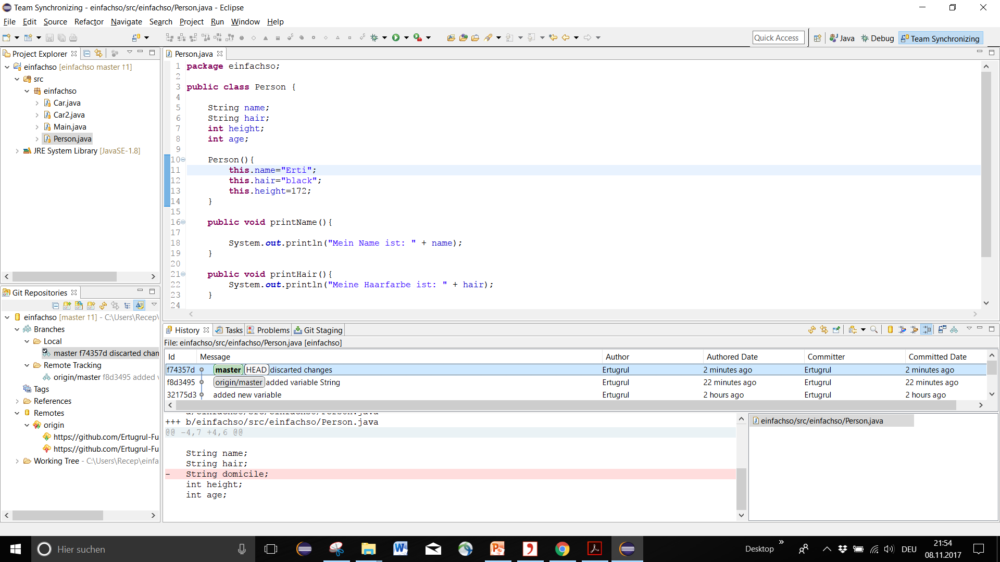 Team Synchronizing - einfachso/src/einfachso/Person.java - Eclipse
File Edit Source Refactor Navigate Search Project Run Window Help
Quick Access
Java
Debug
Team Synchronizing
Project Explorer
einfachso [einfachso master ↑1]
src
einfachso
Car.java
Car2.java
Main.java
Person.java
JRE System Library [JavaSE-1.8]
Person.java
1 package einfachso;
2
3 public class Person {
4
5 String name;
6 String hair;
7 int height;
8 int age;
9
10 Person(){
11 this.name="Erti";
12 this.hair="black";
13 this.height=172;
14 }
15
16 public void printName(){
17
18 System.out.println("Mein Name ist: " + name);
19 }
20
21 public void printHair(){
22 System.out.println("Meine Haarfarbe ist: " + hair);
23 }
24
Git Repositories
einfachso [master ↑1] - C:\Users\Recep\
Branches
Local
master f74357d discarted chan
Remote Tracking
origin/master f8d3495 added v
Tags
References
Remotes
origin
https://github.com/Ertugrul-Fu
https://github.com/Ertugrul-Fu
Working Tree - C:\Users\Recep\einfa
History Tasks Problems Git Staging
File: einfachso/src/einfachso/Person.java [einfachso]
Id Message Author Authored Date Committer Committed Date
f74357d master HEAD discarted changes Ertugrul 2 minutes ago Ertugrul 2 minutes ago
f8d3495 origin/master added variable String Ertugrul 22 minutes ago Ertugrul 22 minutes ago
32175d3 added new variable Ertugrul 2 hours ago Ertugrul 2 hours ago
+++ b/einfachso/src/einfachso/Person.java
@@ -4,7 +4,6 @@
String name;
String hair;
- String domicile;
int height;
int age;
einfachso/src/einfachso/Person.java
Hier suchen
Desktop
DEU
21:54
08.11.2017